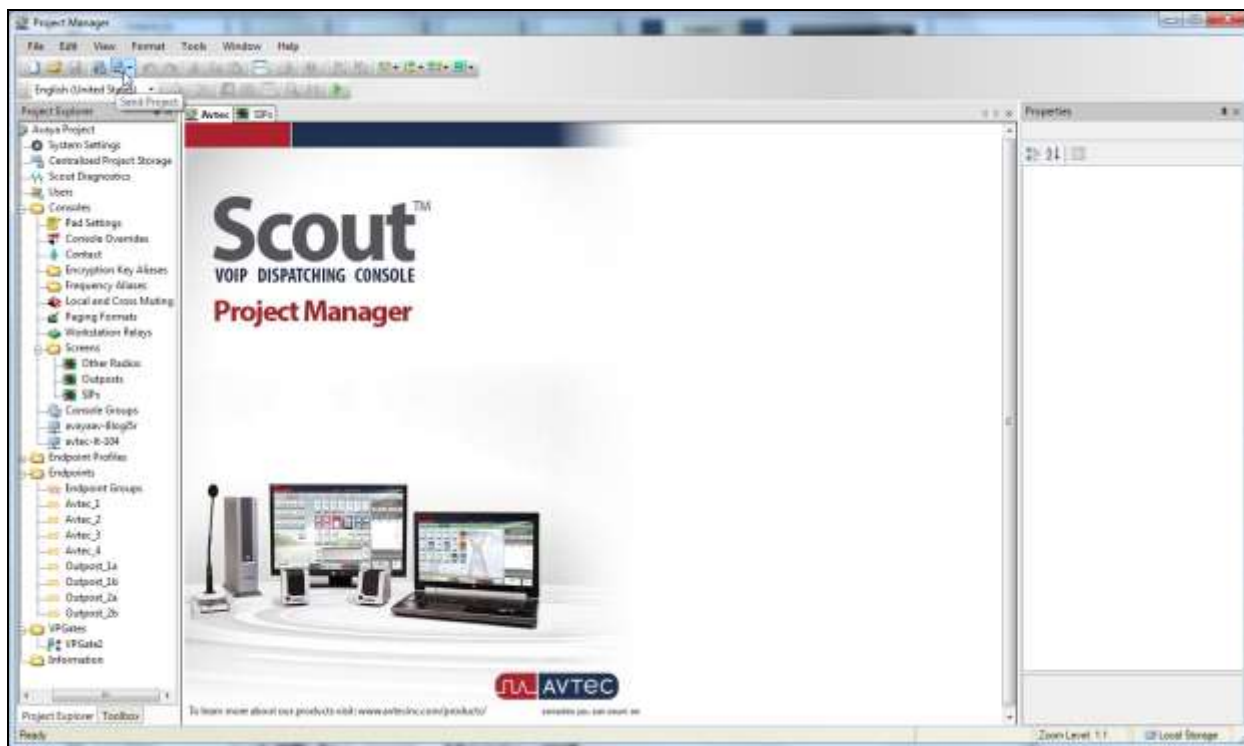 Project Manager
File Edit View Format Tools Window Help
English (United States)
Send Project
Project Explorer
Avtec SIPs
Properties
Avaya Project
System Settings
Centralized Project Storage
Scout Diagnostics
Users
Consoles
Pad Settings
Console Overrides
Contact
Encryption Key Aliases
Frequency Aliases
Local and Cross Muting
Paging Formats
Workstation Relays
Screens
Other Radios
Outposts
SIPs
Console Groups
avtec-lt-104
Endpoint Profiles
Endpoints
Endpoint Groups
Avtec_1
Avtec_2
Avtec_3
Avtec_4
Outpost_1a
Outpost_1b
Outpost_2a
Outpost_2b
VPGates
VPGate2
Information
Project Explorer Toolbox
Scout™
VOIP DISPATCHING CONSOLE
Project Manager
AVTEC
To learn more about our products visit: www.avtecinc.com/products/
consoles you can count on
Ready
Zoom Level: 1:1 Local Storage